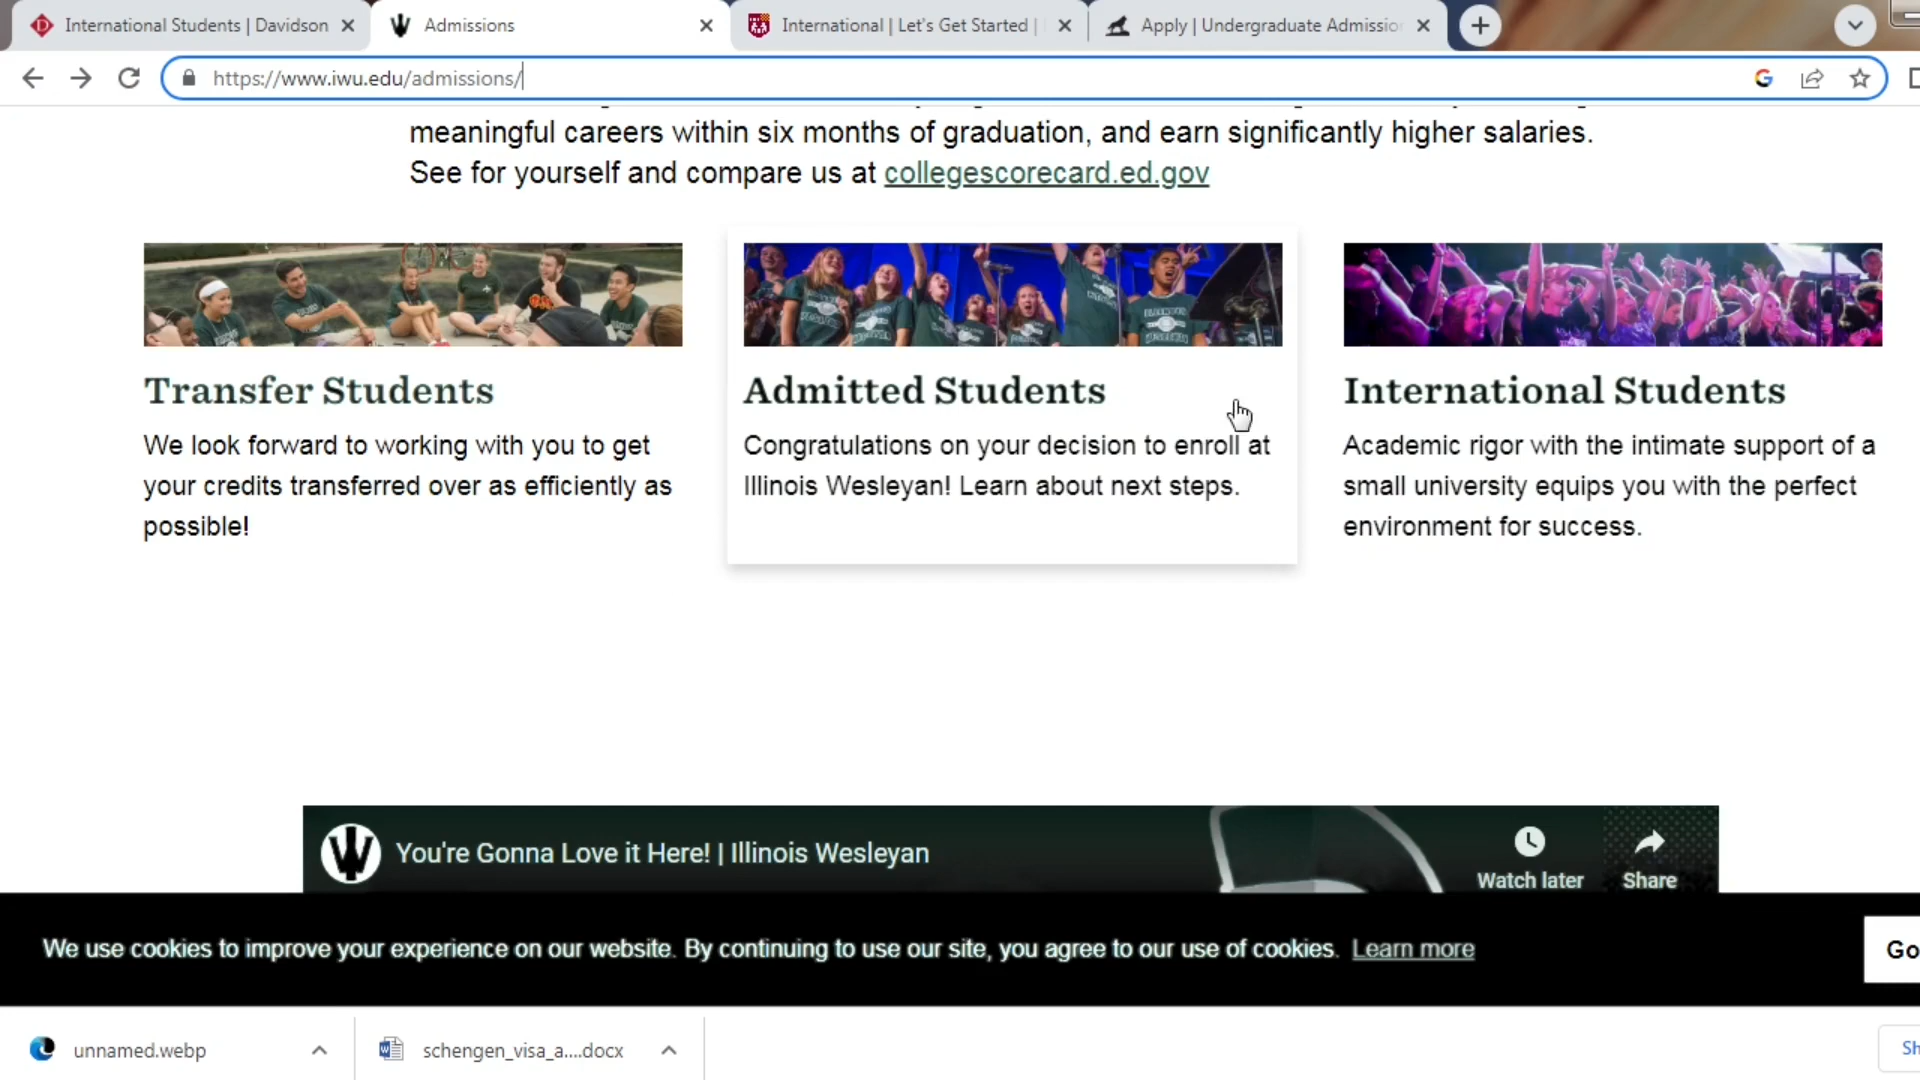 International Students | Davidson
Admissions
International | Let's Get Started |
Apply | Undergraduate Admissio
https://www.iwu.edu/admissions/
meaningful careers within six months of graduation, and earn significantly higher salaries.
See for yourself and compare us at collegescorecard.ed.gov
Transfer Students
We look forward to working with you to get
your credits transferred over as efficiently as
possible!
Admitted Students
Congratulations on your decision to enroll at
Illinois Wesleyan! Learn about next steps.
International Students
Academic rigor with the intimate support of a
small university equips you with the perfect
environment for success.
You're Gonna Love it Here! | Illinois Wesleyan
Watch later
Share
We use cookies to improve your experience on our website. By continuing to use our site, you agree to our use of cookies. Learn more
Go
unnamed.webp
schengen_visa_a....docx
Sh